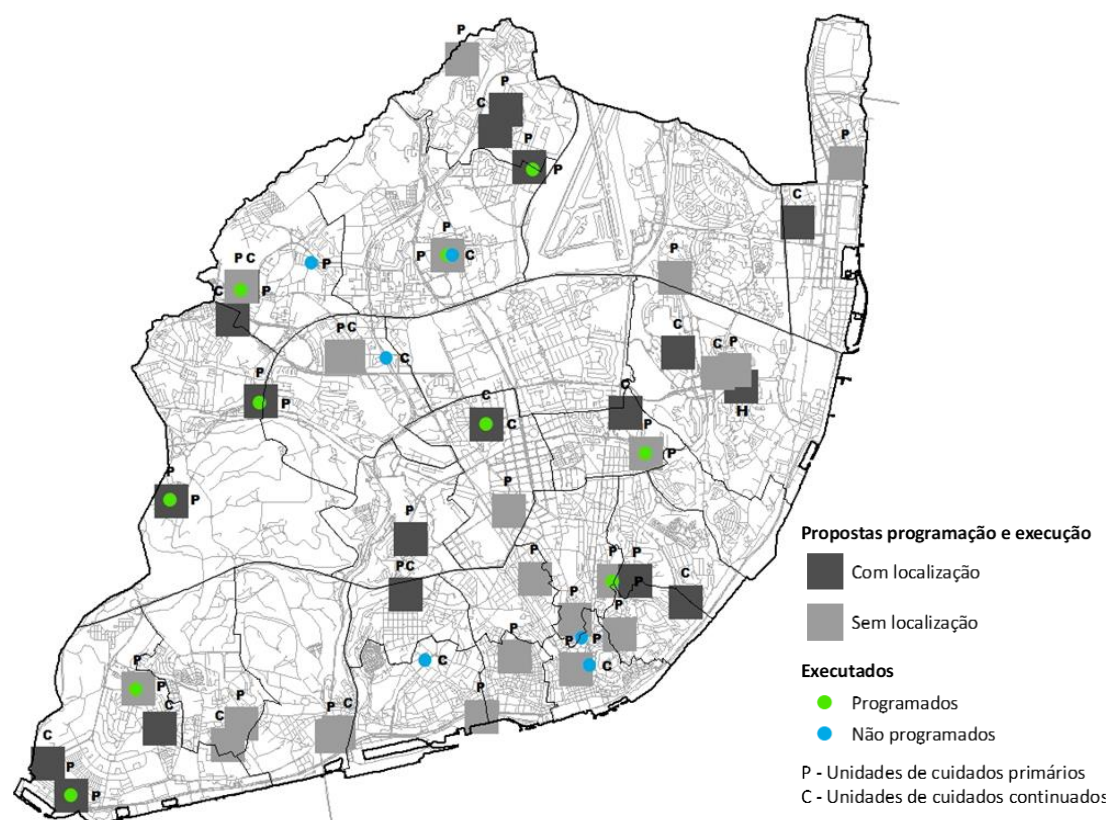 P
P
C
P
P
P
C
P
P
C
P C
P
P
C
P
P C
C
C
C P
H
P
P
C
C
C
P
P
P
P
P
P
P C
P
P
P
P
C
P
P
P
P
C
C
P
P
C
P
C
P
C
C
P
P
Propostas programação e execução
Com localização
Sem localização
Executados
Programados
Não programados
P - Unidades de cuidados primários
C - Unidades de cuidados continuados